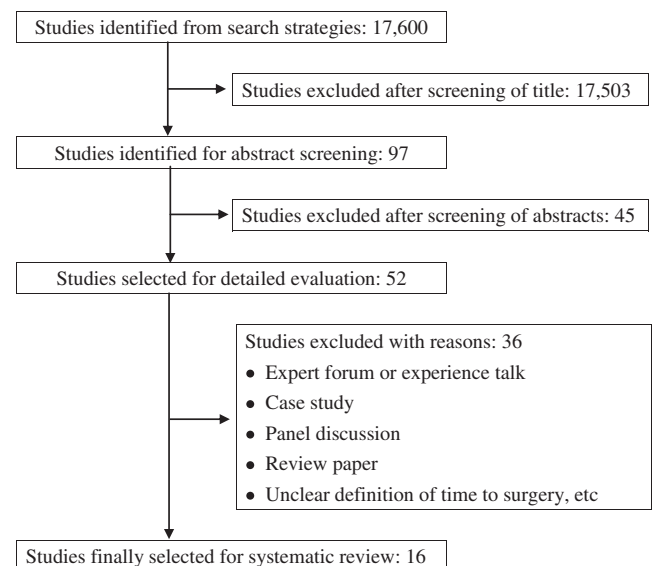 Studies identified from search strategies: 17,600
Studies excluded after screening of title: 17,503
Studies identified for abstract screening: 97
Studies excluded after screening of abstracts: 45
Studies selected for detailed evaluation: 52
Studies excluded with reasons: 36
● Expert forum or experience talk
● Case study
● Panel discussion
● Review paper
● Unclear definition of time to surgery, etc
Studies finally selected for systematic review: 16